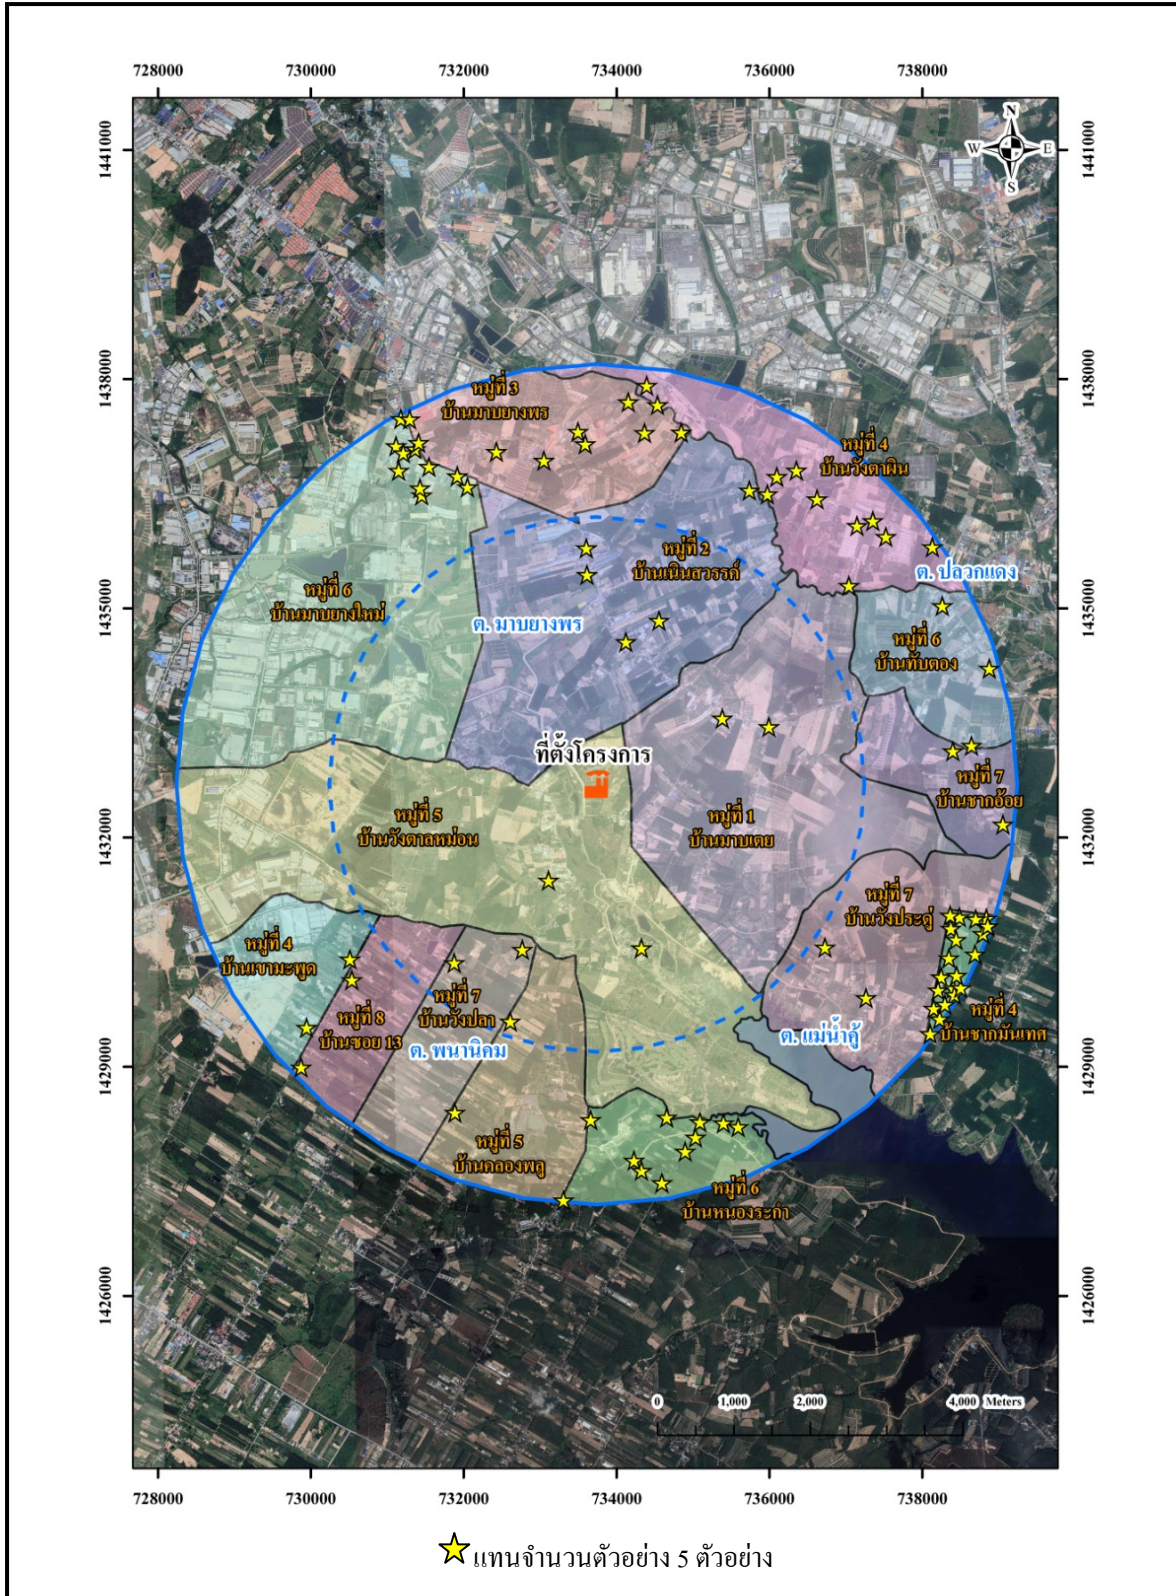 728000 730000 732000 734000 736000 738000
1441000 1441000
N
W E
S
1438000 1438000
หมู่ที่ 3
บ้านมาบยางพร
หมู่ที่ 4
บ้านวังตาผิน
หมู่ที่ 2
บ้านเนินสวรรค์
ต. ปลวกแดง
หมู่ที่ 6
บ้านมาบยางใหม่
1435000 1435000
ต. มาบยางพร
หมู่ที่ 6
บ้านทับตอง
ที่ตั้งโครงการ
หมู่ที่ 7
บ้านชากอ้อย
หมู่ที่ 5
บ้านวังตาลหม่อน
หมู่ที่ 1
บ้านมาบเตย
1432000 1432000
หมู่ที่ 7
บ้านวังประดู่
หมู่ที่ 4
บ้านเขามะพูด
หมู่ที่ 7
บ้านวังปลา
หมู่ที่ 8
บ้านซอย 13
หมู่ที่ 4
บ้านชากมันเทศ
ต. พนานิคม
ต. แม่น้ำคู้
1429000 1429000
หมู่ที่ 5
บ้านคลองพลู
หมู่ที่ 6
บ้านหนองระกำ
1426000 1426000
0 1,000 2,000 4,000 Meters
728000 730000 732000 734000 736000 738000
แทนจำนวนตัวอย่าง 5 ตัวอย่าง